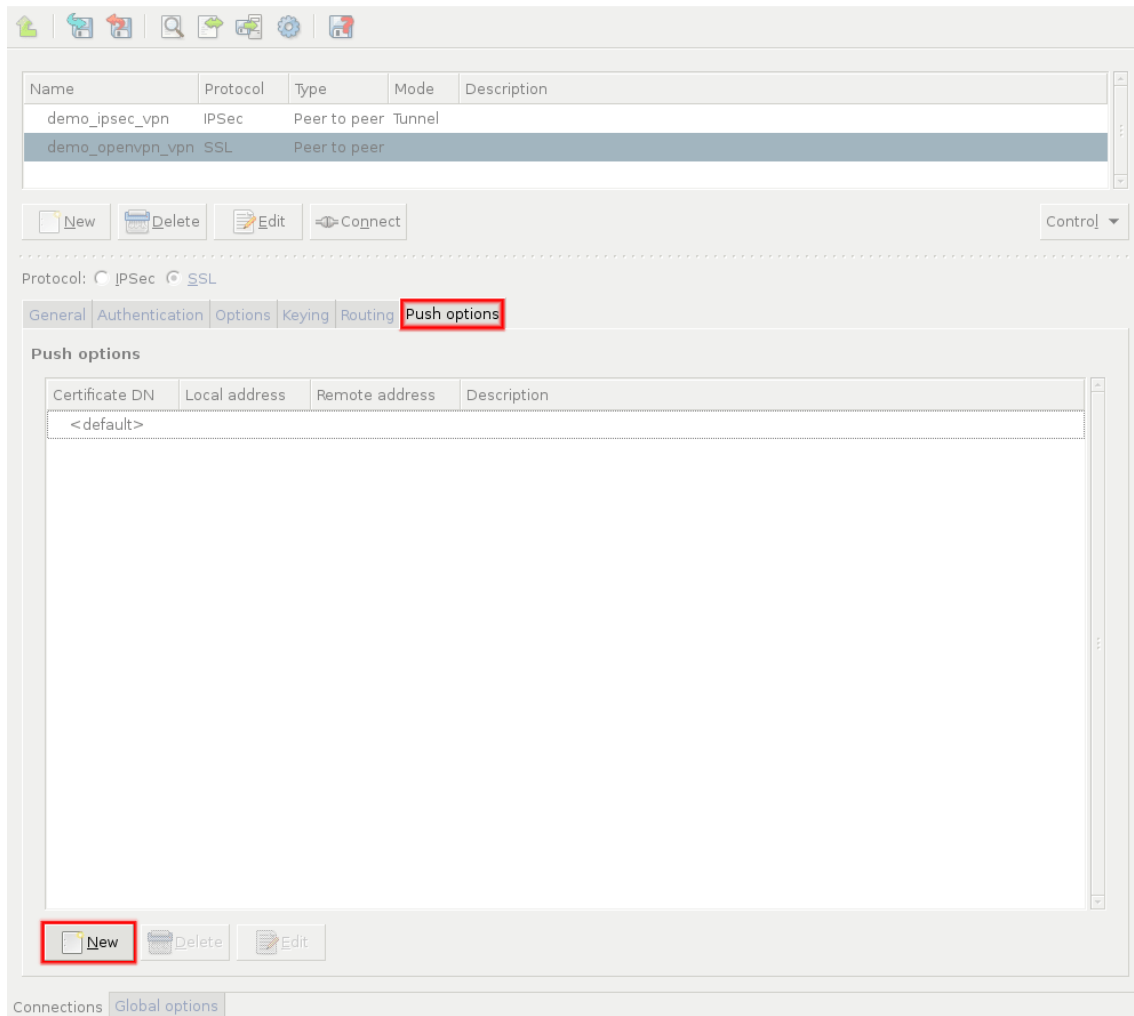 Name Protocol Type Mode Description
demo_ipsec_vpn IPSec Peer to peer Tunnel
demo_openvpn_vpn SSL Peer to peer
New Delete Edit Connect Control
Protocol: IPSec SSL
General Authentication Options Keying Routing Push options
Push options
Certificate DN Local address Remote address Description
<default>
New Delete Edit
Connections Global options